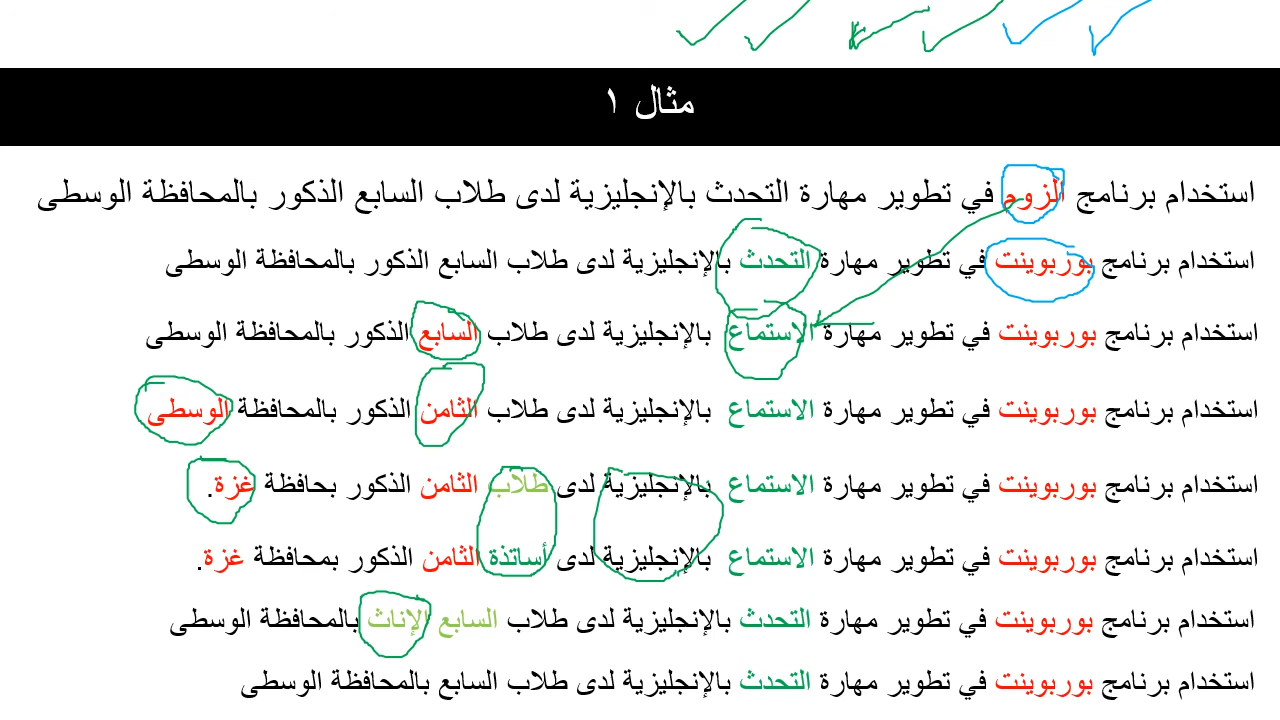 مثال ١
استخدام برنامج الزوم في تطوير مهارة التحدث بالإنجليزية لدى طلاب السابع الذكور بالمحافظة الوسطى
استخدام برنامج بوربوينت في تطوير مهارة التحدث بالإنجليزية لدى طلاب السابع الذكور بالمحافظة الوسطى
استخدام برنامج بوربوينت في تطوير مهارة الاستماع بالإنجليزية لدى طلاب السابع الذكور بالمحافظة الوسطى
استخدام برنامج بوربوينت في تطوير مهارة الاستماع بالإنجليزية لدى طلاب الثامن الذكور بالمحافظة الوسطى
استخدام برنامج بوربوينت في تطوير مهارة الاستماع بالإنجليزية لدى طلاب الثامن الذكور بحافظة غزة.
استخدام برنامج بوربوينت في تطوير مهارة الاستماع بالإنجليزية لدى أساتذة الثامن الذكور بمحافظة غزة.
استخدام برنامج بوربوينت في تطوير مهارة التحدث بالإنجليزية لدى طلاب السابع الإناث بالمحافظة الوسطى
استخدام برنامج بوربوينت في تطوير مهارة التحدث بالإنجليزية لدى طلاب السابع بالمحافظة الوسطى